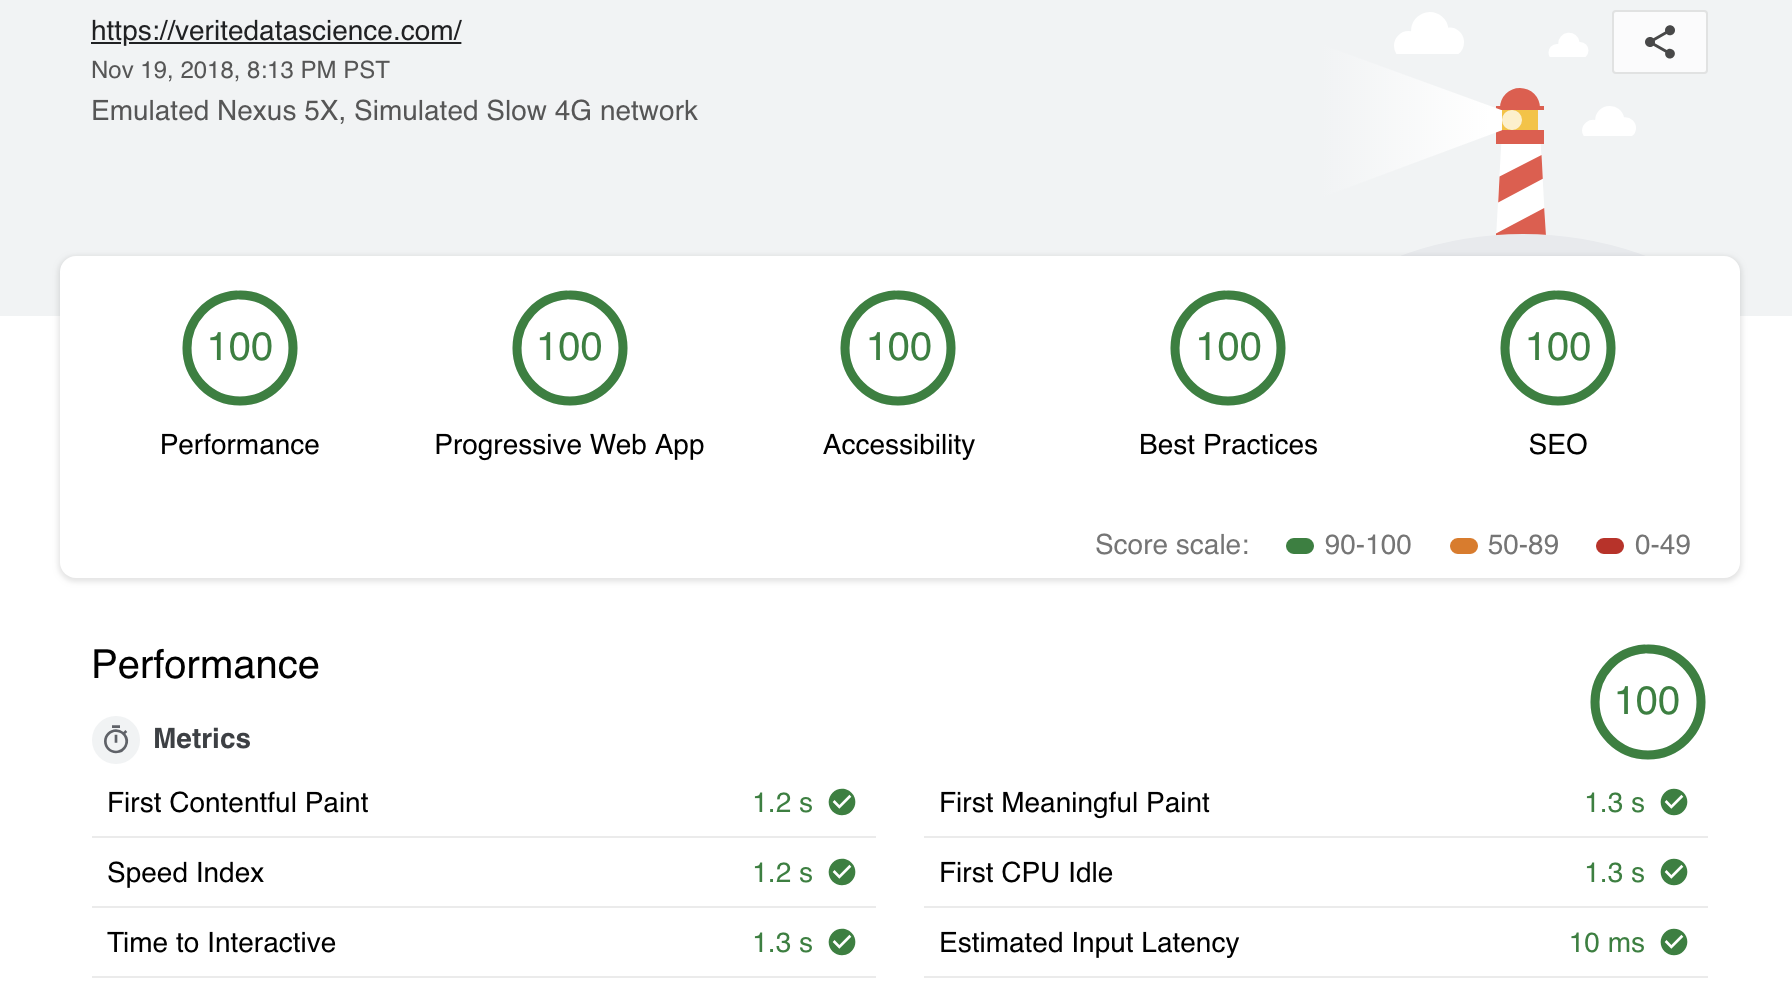 https://veritedatascience.com/
Nov 19, 2018, 8:13 PM PST
Emulated Nexus 5X, Simulated Slow 4G network
100 100 100 100 100
Performance Progressive Web App Accessibility Best Practices SEO
Score scale: 90-100 50-89 0-49
Performance
100
Metrics
First Contentful Paint 1.2 s
First Meaningful Paint 1.3 s
Speed Index 1.2 s
First CPU Idle 1.3 s
Time to Interactive 1.3 s
Estimated Input Latency 10 ms